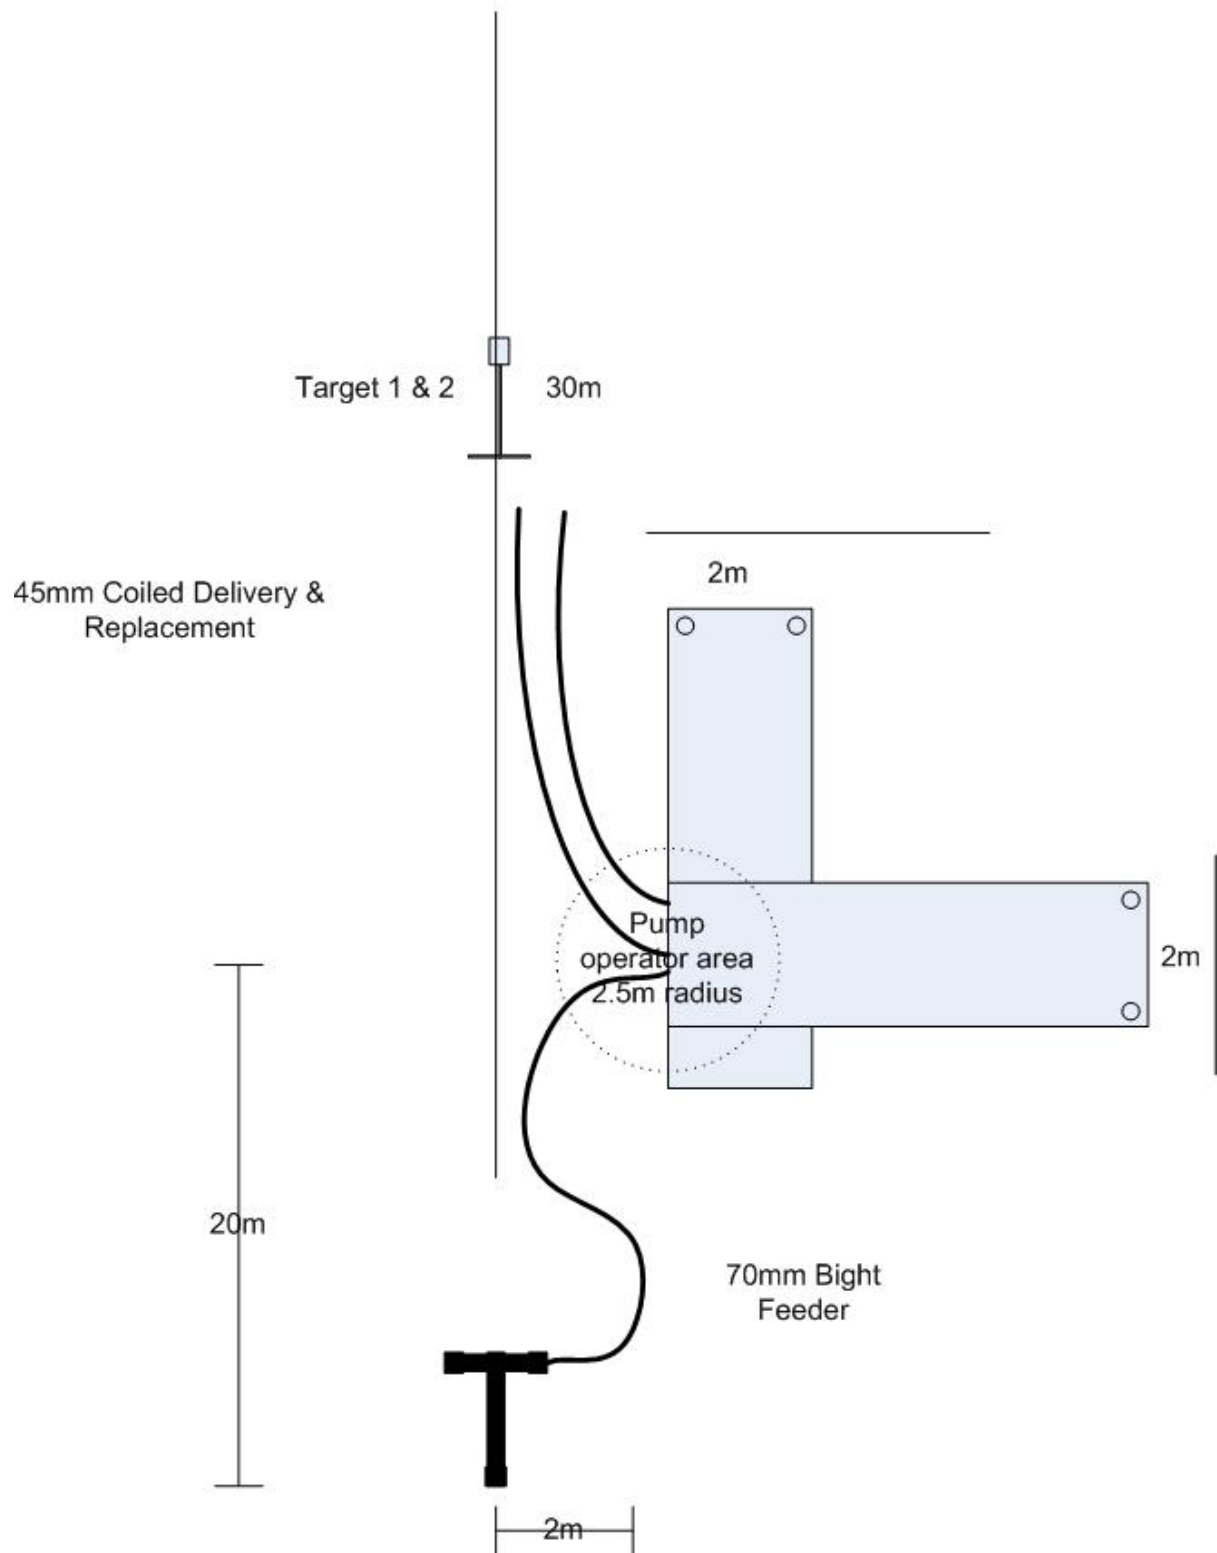 Target 1 & 2
30m
45mm Coiled Delivery &
Replacement
2m
Pump
operator area
2.5m radius
2m
20m
70mm Bight
Feeder
2m